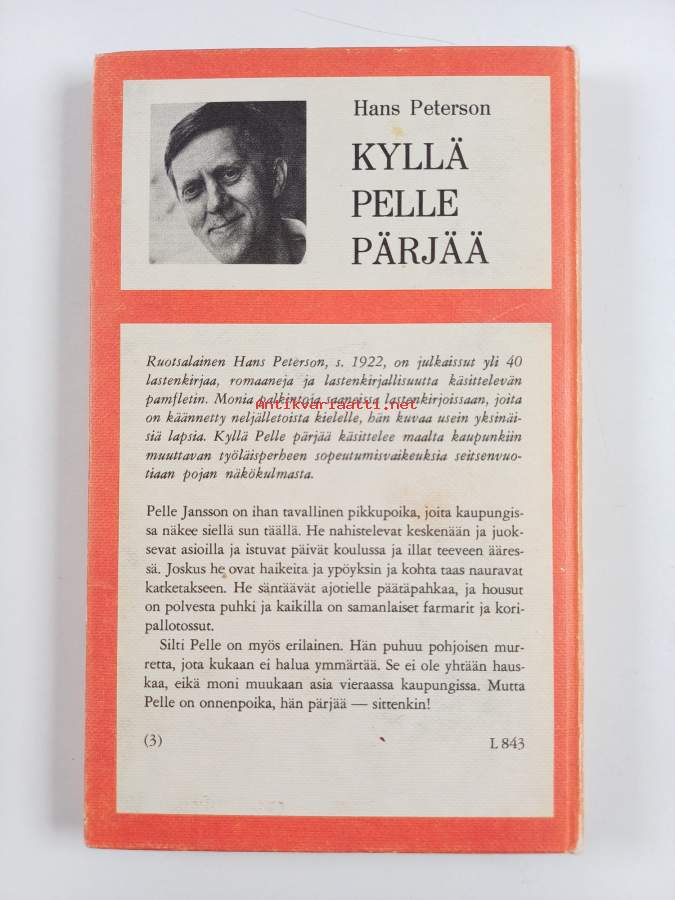 Hans Peterson
KYLLÄ
PELLE
PÄRJÄÄ
Ruotsalainen Hans Peterson, s. 1922, on julkaissut yli 40
lastenkirjaa, romaaneja ja lastenkirjallisuutta käsittelevän
pamfletin. Monia palkintoja saaneissa lastenkirjoissaan, joita
Antikvariaatti.net
on käännetty neljälletoista kielelle, hän kuvaa usein yksinäi-
siä lapsia. Kyllä Pelle pärjää käsittelee maalta kaupunkiin
muuttavan työläisperheen sopeutumisvaikeuksia seitsenvuo-
tiaan pojan näkökulmasta.
Pelle Jansson on ihan tavallinen pikkupoika, joita kaupungis-
sa näkee siellä sun täällä. He nahistelevat keskenään ja juok-
sevat asioilla ja istuvat päivät koulussa ja illat teeveen ääres-
sä. Joskus he ovat haikeita ja ypöyksin ja kohta taas nauravat
katketakseen. He säntäävät ajotielle päätäpahkaa, ja housut
on polvesta puhki ja kaikilla on samanlaiset farmarit ja kori-
pallotossut.
Silti Pelle on myös erilainen. Hän puhuu pohjoisen mur-
retta, jota kukaan ei halua ymmärtää. Se ei ole yhtään haus-
kaa, eikä moni muukaan asia vieraassa kaupungissa. Mutta
Pelle on onnenpoika, hän pärjää — sittenkin!
(3) L 843